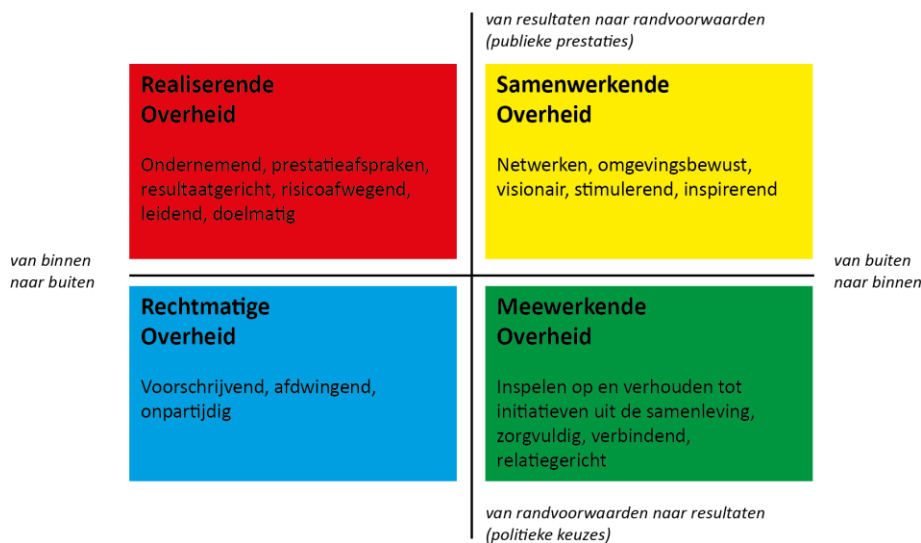 van resultaten naar randvoorwaarden
(publieke prestaties)
Realiserende
Overheid
Ondernemend, prestatieafspraken,
resultaatgericht, risicoafwegend,
leidend, doelmatig
Samenwerkende
Overheid
Netwerken, omgevingsbewust,
visionair, stimulerend, inspirerend
van binnen
naar buiten
van buiten
naar binnen
Rechtmatige
Overheid
Voorschrijvend, afdwingend,
onpartijdig
Meewerkende
Overheid
Inspelen op en verhouden tot
initiatieven uit de samenleving,
zorgvuldig, verbindend,
relatiegericht
van randvoorwaarden naar resultaten
(politieke keuzes)